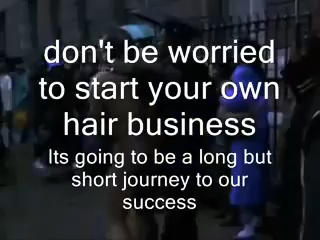 don't be worried
to start your own
hair business
Its going to be a long but
short journey to our
success